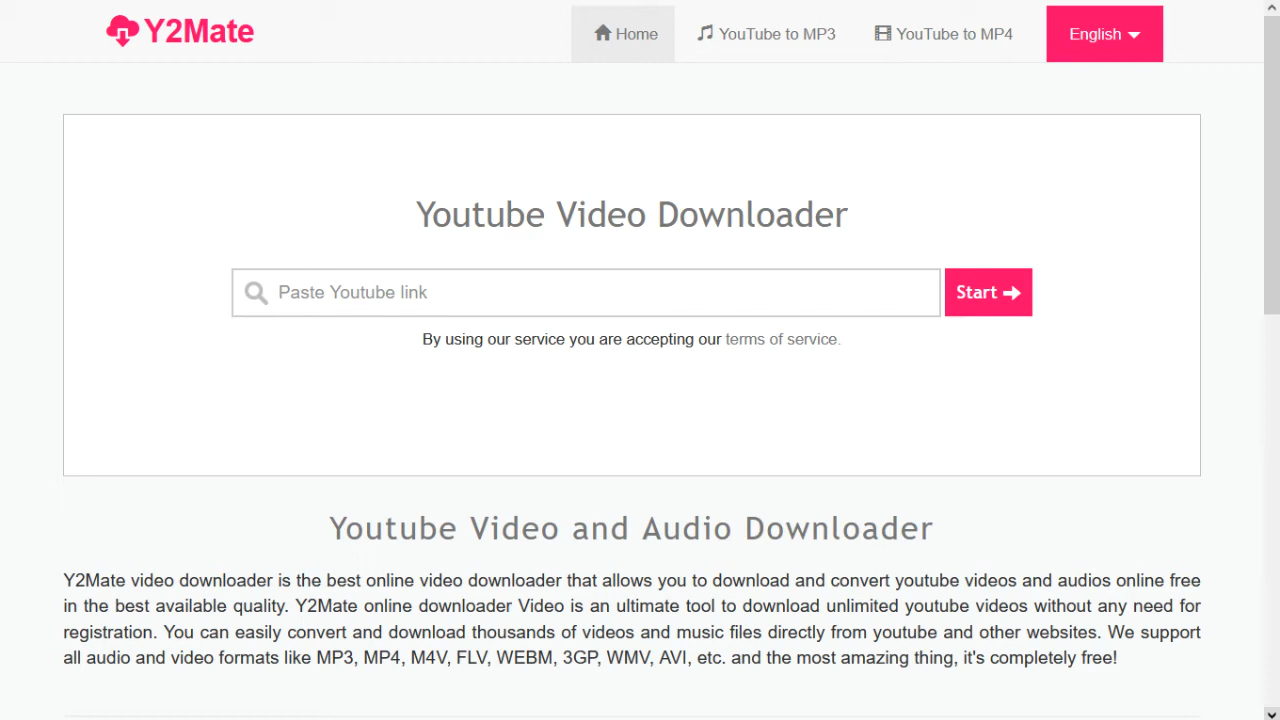 Y2Mate
Home
YouTube to MP3
YouTube to MP4
English
Youtube Video Downloader
Paste Youtube link
Start
By using our service you are accepting our terms of service.
Youtube Video and Audio Downloader
Y2Mate video downloader is the best online video downloader that allows you to download and convert youtube videos and audios online free
in the best available quality. Y2Mate online downloader Video is an ultimate tool to download unlimited youtube videos without any need for
registration. You can easily convert and download thousands of videos and music files directly from youtube and other websites. We support
all audio and video formats like MP3, MP4, M4V, FLV, WEBM, 3GP, WMV, AVI, etc. and the most amazing thing, it's completely free!